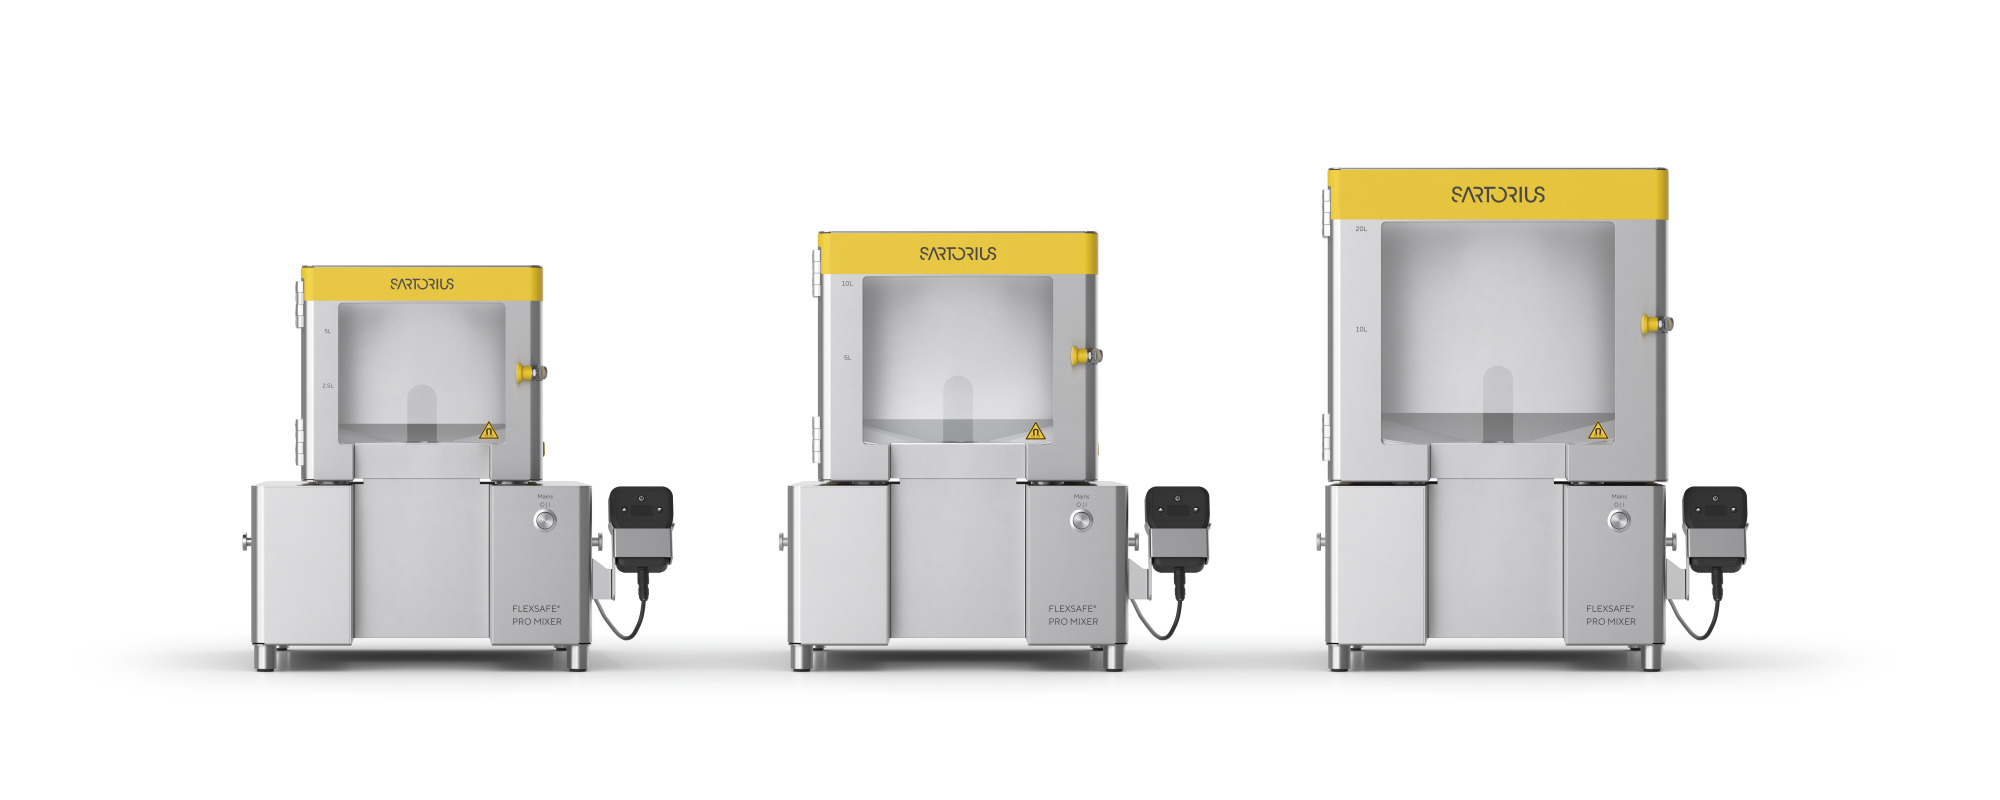 SARTORIUS
5L
2.5L
Mains
FLEXSAFE®
PRO MIXER
SARTORIUS
10L
5L
Mains
FLEXSAFE®
PRO MIXER
SARTORIUS
20L
10L
Mains
FLEXSAFE®
PRO MIXER